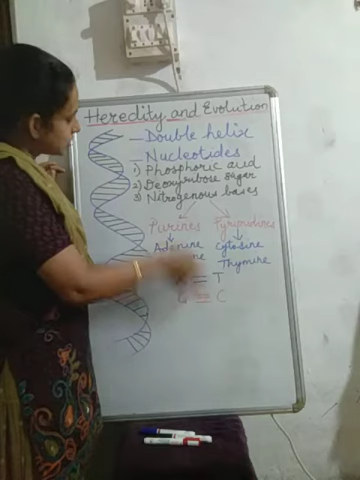 Heredity and Evolution
— Double helix
— Nucleotides
1) Phosphoric acid
2) Deoxyribose sugar
3) Nitrogenous bases
Purines Pyrimidines
Adenine Cytosine
Thymine
= T
G ≡ C